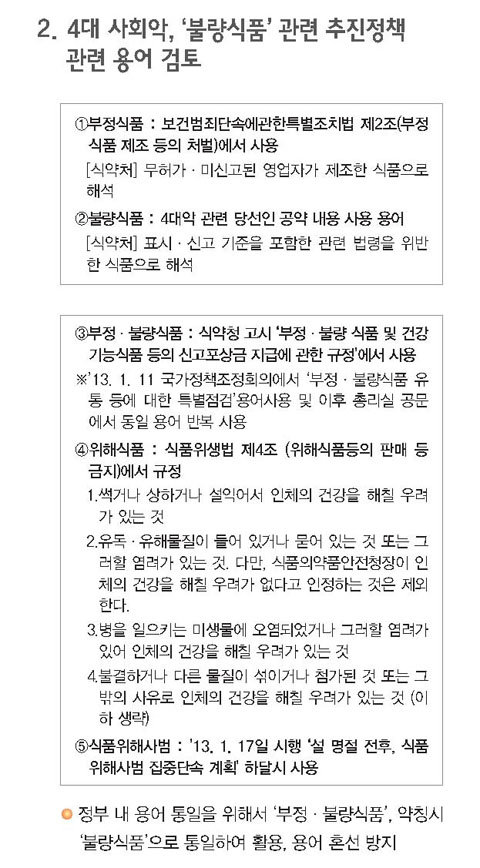 2. 4대 사회악, ‘불량식품’ 관련 추진정책
관련 용어 검토
①부정식품 : 보건범죄단속에관한특별조치법 제2조(부정
식품 제조 등의 처벌)에서 사용
[식약처] 무허가·미신고된 영업자가 제조한 식품으로
해석
②불량식품 : 4대악 관련 당선인 공약 내용 사용 용어
[식약처] 표시·신고 기준을 포함한 관련 법령을 위반
한 식품으로 해석
③부정·불량식품 : 식약청 고시 ‘부정·불량 식품 및 건강
기능식품 등의 신고포상금 지급에 관한 규정’에서 사용
※’13. 1. 11 국가정책조정회의에서 ‘부정·불량식품 유
통 등에 대한 특별점검’용어사용 및 이후 총리실 공문
에서 동일 용어 반복 사용
④위해식품 : 식품위생법 제4조 (위해식품등의 판매 등
금지)에서 규정
1.썩거나 상하거나 설익어서 인체의 건강을 해칠 우려
가 있는 것
2.유독·유해물질이 들어 있거나 묻어 있는 것 또는 그
러할 염려가 있는 것. 다만, 식품의약품안전청장이 인
체의 건강을 해칠 우려가 없다고 인정하는 것은 제외
한다.
3.병을 일으키는 미생물에 오염되었거나 그러할 염려가
있어 인체의 건강을 해칠 우려가 있는 것
4.불결하거나 다른 물질이 섞이거나 첨가된 것 또는 그
밖의 사유로 인체의 건강을 해칠 우려가 있는 것 (이
하 생략)
⑤식품위해사범 : ’13. 1. 17일 시행 ‘설 명절 전후, 식품
위해사범 집중단속 계획’ 하달시 사용
정부 내 용어 통일을 위해서 ‘부정·불량식품’, 약칭시
‘불량식품’으로 통일하여 활용, 용어 혼선 방지